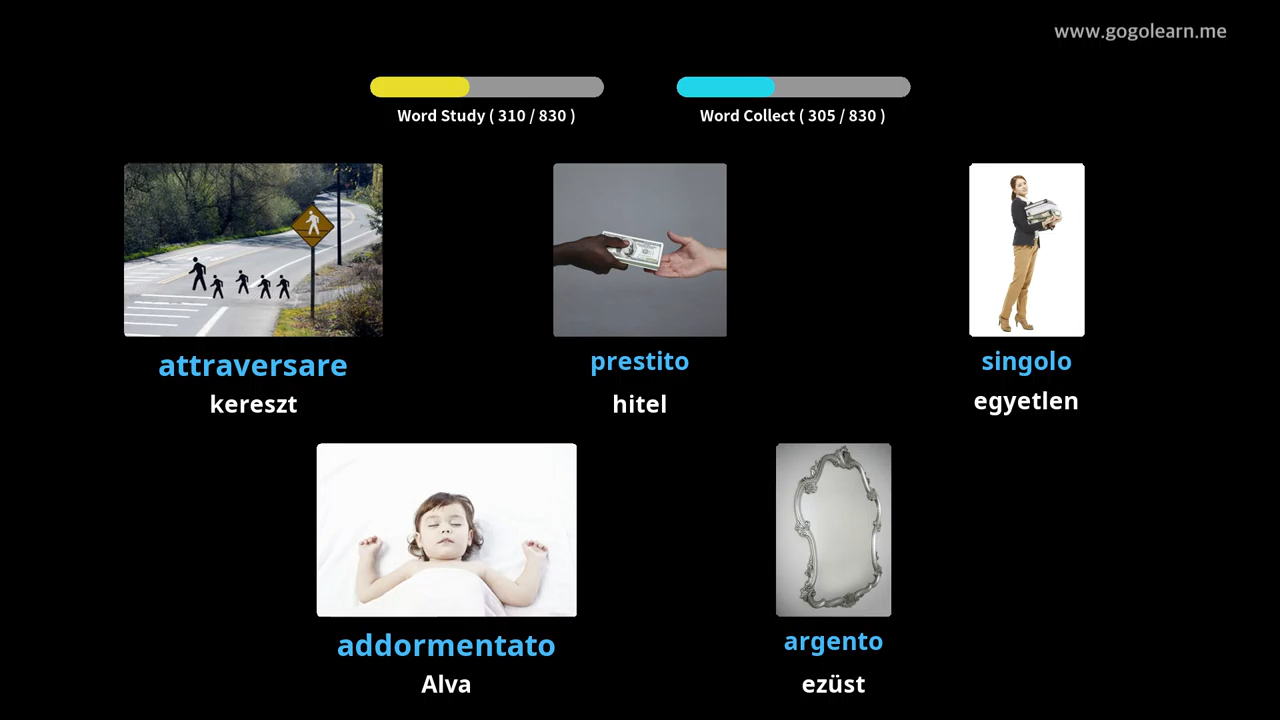 www.gogolearn.me
Word Study ( 310 / 830 )
Word Collect ( 305 / 830 )
attraversare
kereszt
prestito
hitel
singolo
egyetlen
addormentato
Alva
argento
ezüst